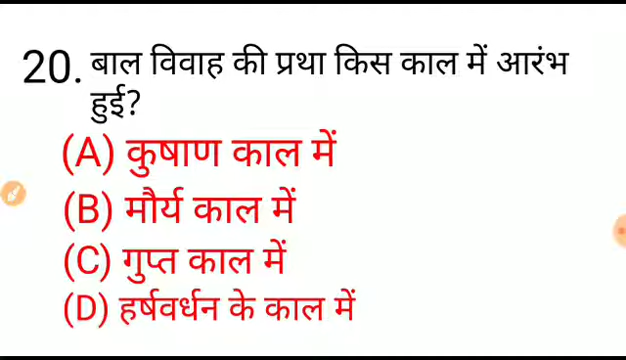 20. बाल विवाह की प्रथा किस काल में आरंभ
हुई?
(A) कुषाण काल में
(B) मौर्य काल में
(C) गुप्त काल में
(D) हर्षवर्धन के काल में